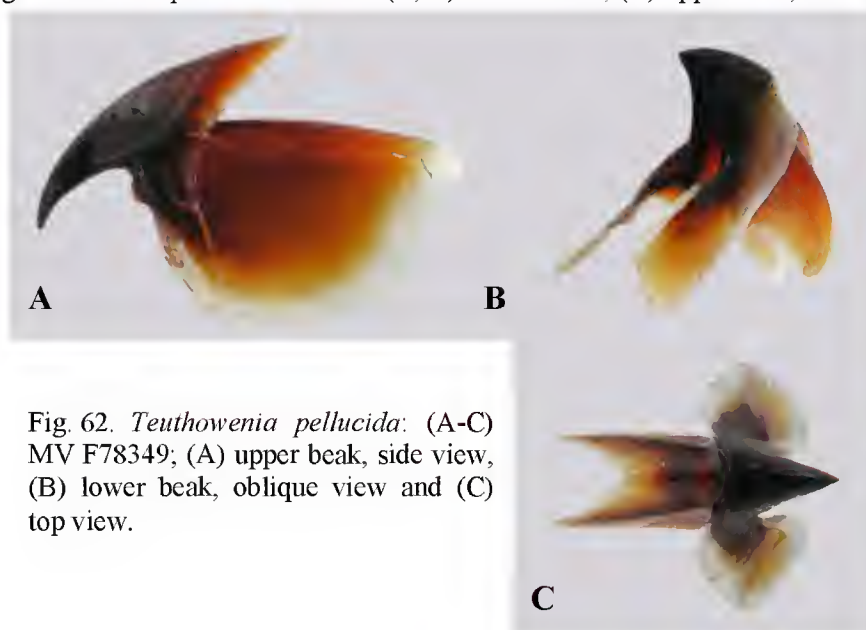 A
B
Fig. 62. Teuthowenia pellucida: (A-C)
MV F78349; (A) upper beak, side view,
(B) lower beak, oblique view and (C)
top view.
C